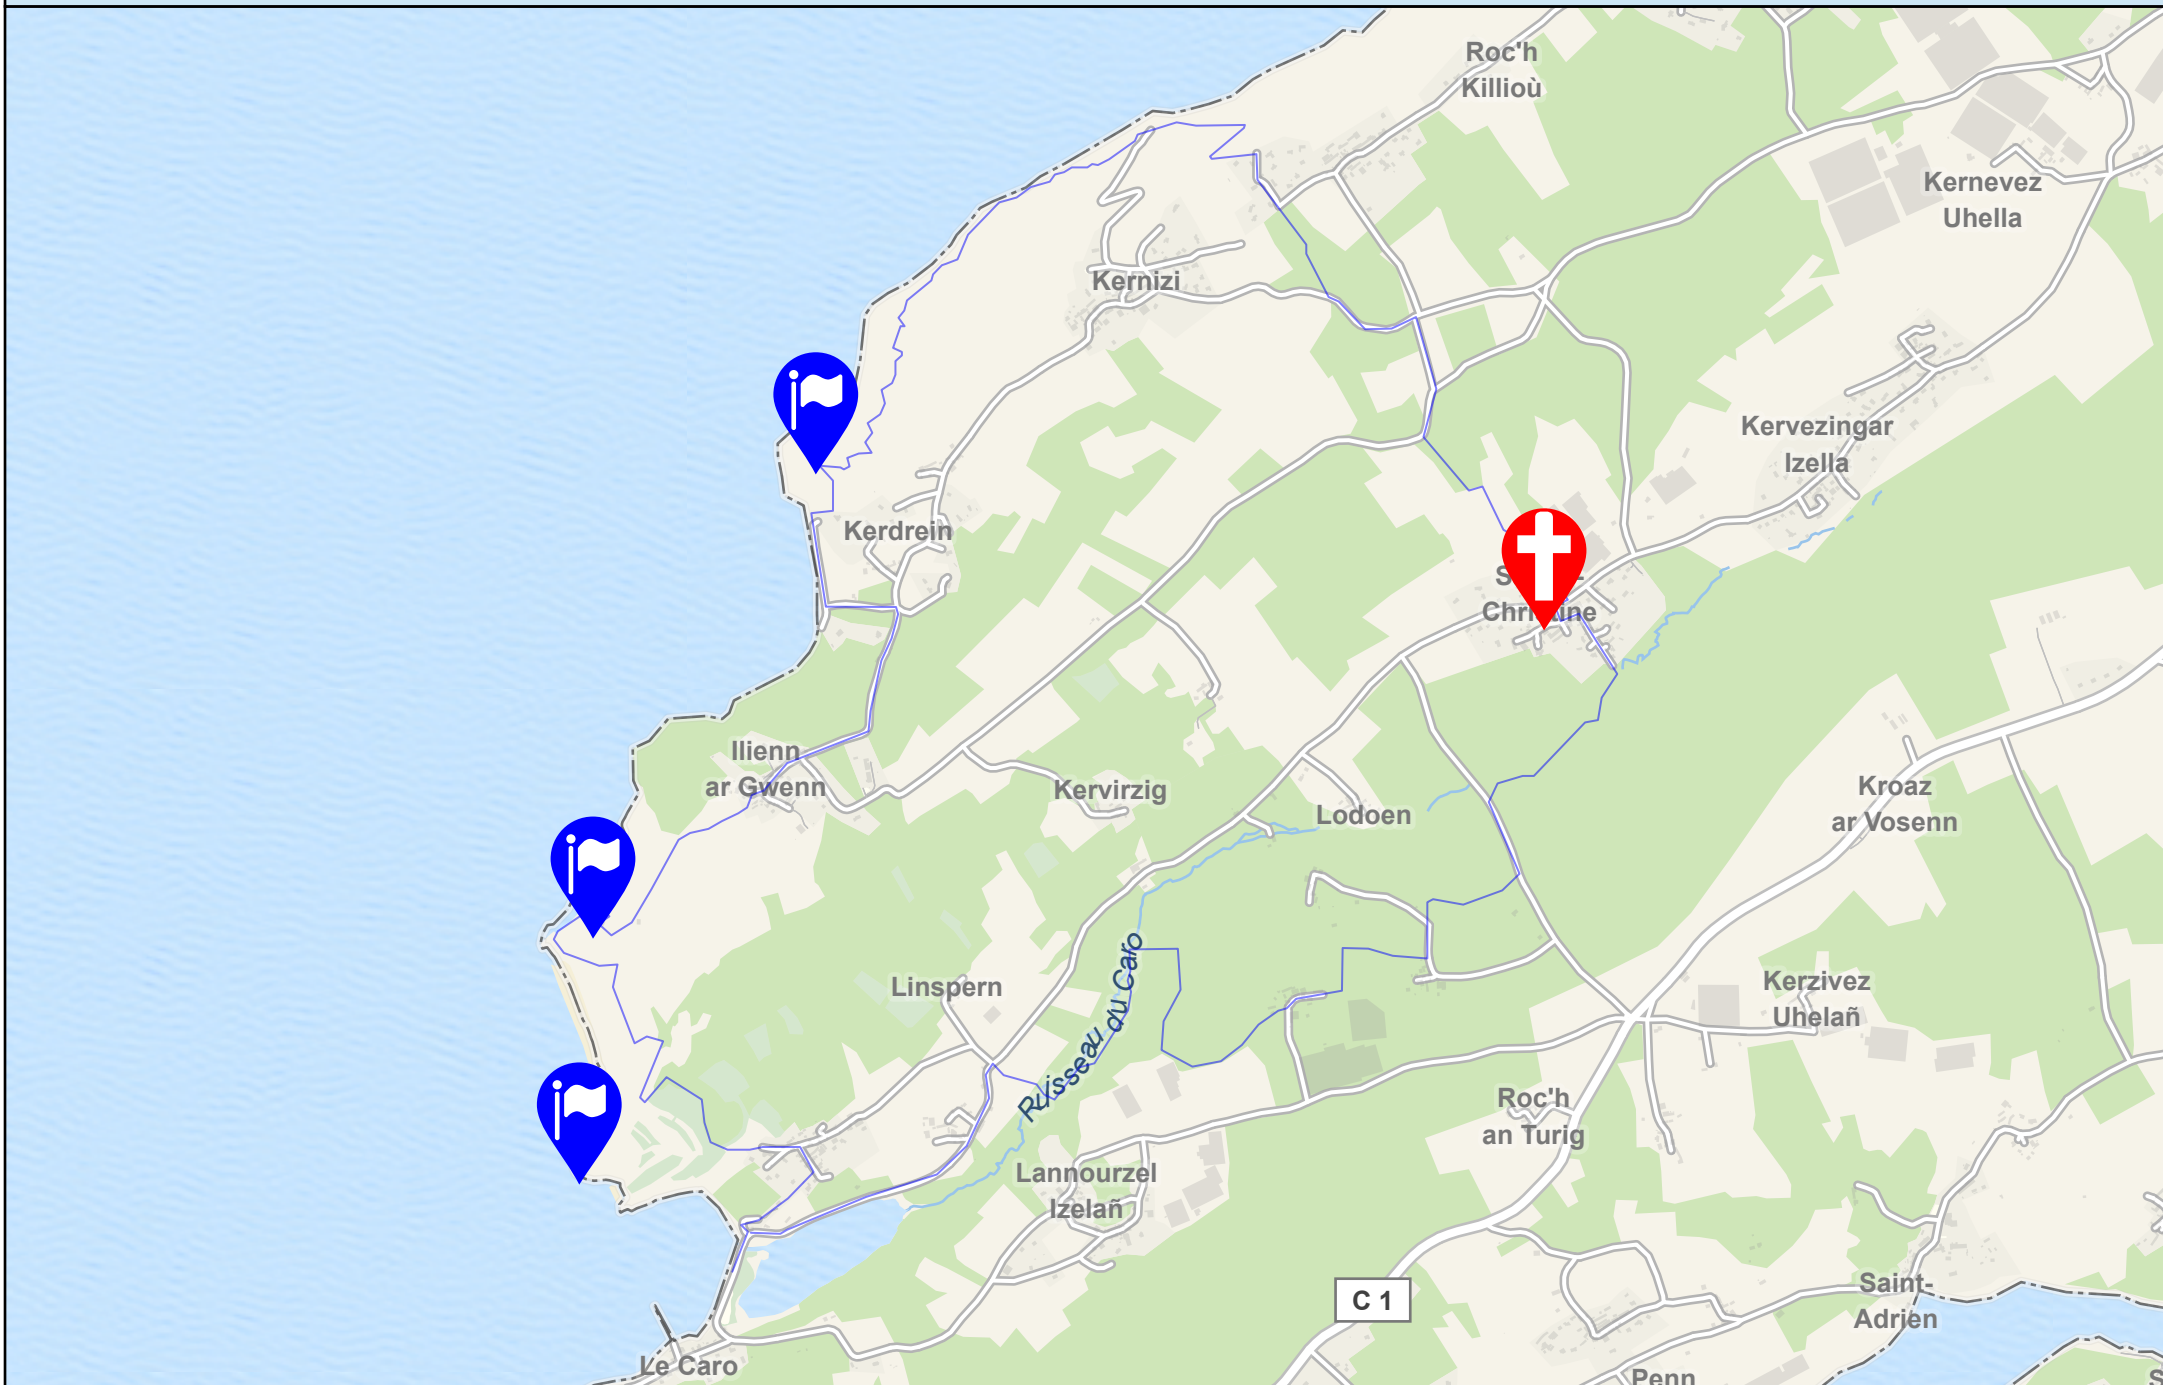 Roc'h
Killioù
Kernevez
Uhella
Kernizi
Kervezingar
Izella
Kerdrein
Ilienn
ar Gwenn
Kervirzig
Lodoen
Kroaz
ar Vosenn
Linspern
Ruisseau du Caro
Kerzivez
Uhelañ
Roc'h
an Turig
Lannourzel
Izelañ
C 1
Saint-
Adrien
Le Caro
Penn